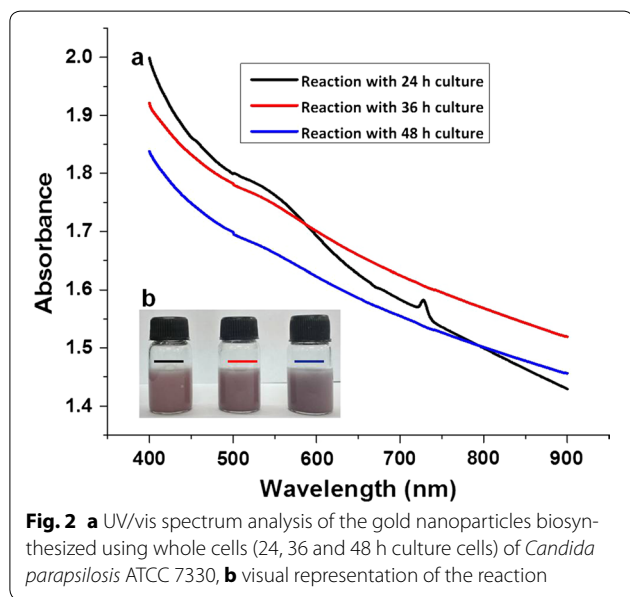 a
Reaction with 24 h culture
Reaction with 36 h culture
Reaction with 48 h culture
2.0
1.9
1.8
1.7
1.6
1.5
1.4
Absorbance
b
400 500 600 700 800 900
Wavelength (nm)
Fig. 2 a UV/vis spectrum analysis of the gold nanoparticles biosyn-
thesized using whole cells (24, 36 and 48 h culture cells) of Candida
parapsilosis ATCC 7330, b visual representation of the reaction